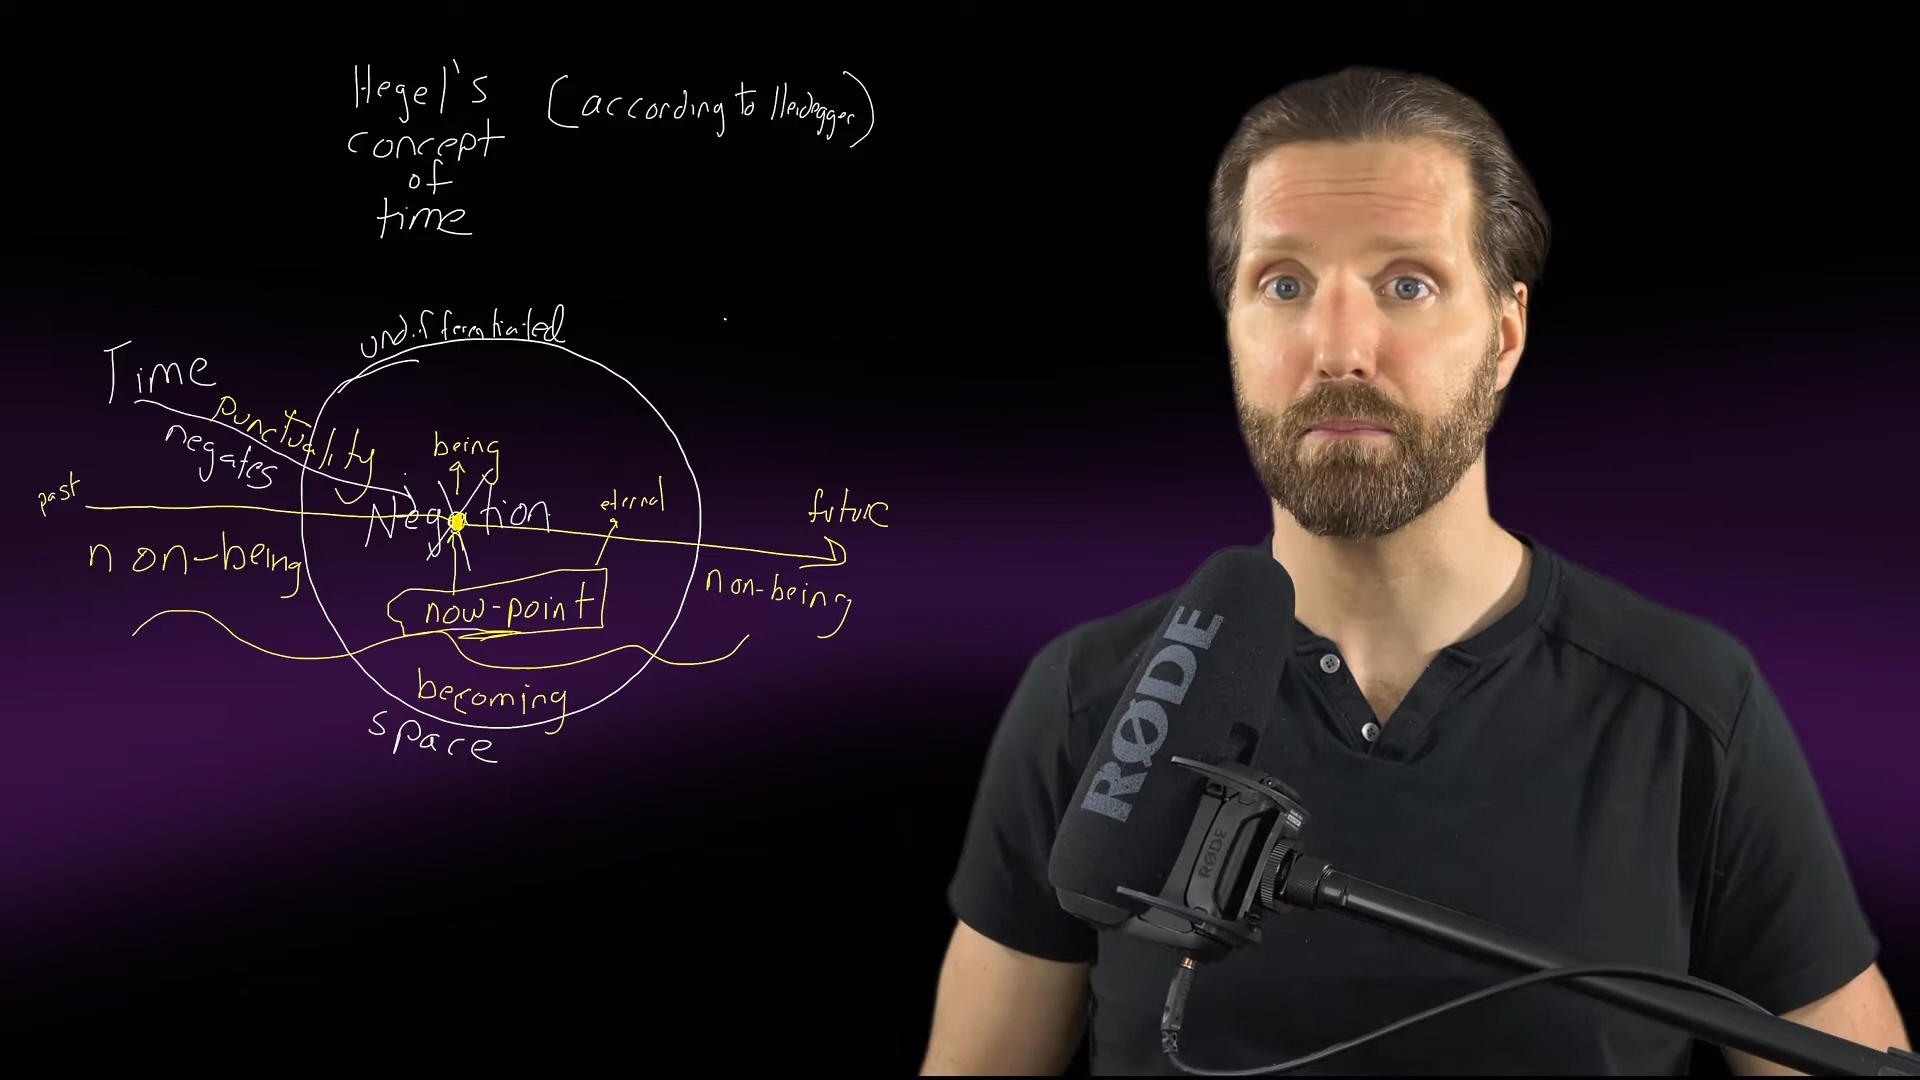 Hegel's
concept
of
time
(according to Heidegger)
undifferentiated
Time
punctuality
negates
being
past
Negation
eternal
future
non-being
now-point
non-being
becoming
space
RØDE
RØDE